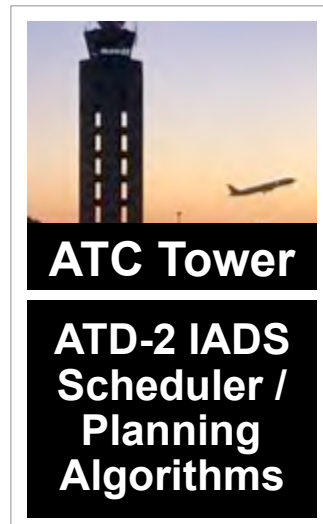 ATC Tower
ATD-2 IADS
Scheduler /
Planning
Algorithms